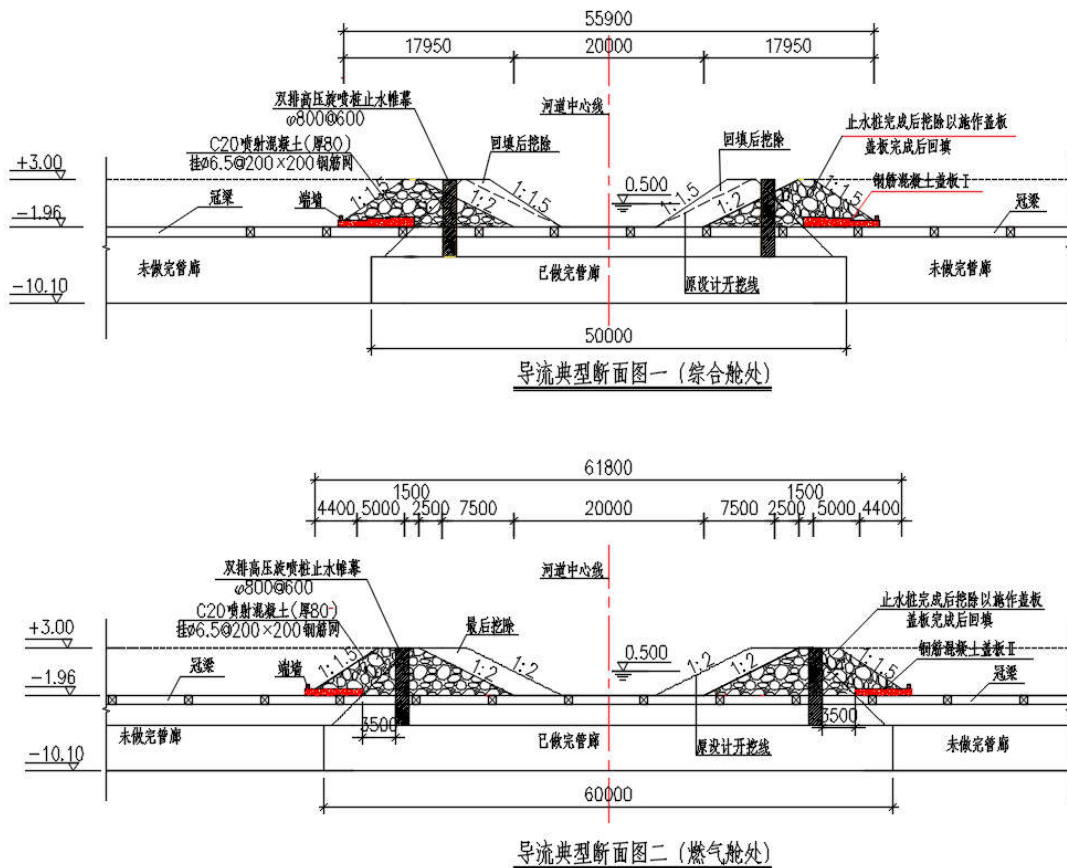 55900
17950 20000 17950
双排高压旋喷桩止水帷幕
φ800@600
河道中心线
止水桩完成后挖除以施作盖板
盖板完成后回填
C20喷射混凝土(厚80)
挂φ6.5@200×200钢筋网
回填后挖除
回填后挖除
钢筋混凝土盖板Ⅰ
+3.00
1:1.5
1:2
1:1.5
0.500
1:1.5
1:2
1:1.5
冠梁
端墙
冠梁
-1.96
未做完管廊
已做完管廊
原设计开挖线
未做完管廊
-10.10
50000
导流典型断面图一(综合舱处)
61800
1500 1500
4400 5000 2500 7500 20000 7500 2500 5000 4400
双排高压旋喷桩止水帷幕
φ800@600
河道中心线
止水桩完成后挖除以施作盖板
盖板完成后回填
C20喷射混凝土(厚80)
挂φ6.5@200×200钢筋网
最后挖除
钢筋混凝土盖板Ⅱ
+3.00
1:1.5
1:2
1:2
0.500
1:2
1:2
1:1.5
冠梁
端墙
冠梁
-1.96
3500 3500
未做完管廊
已做完管廊
原设计开挖线
未做完管廊
-10.10
60000
导流典型断面图二(燃气舱处)